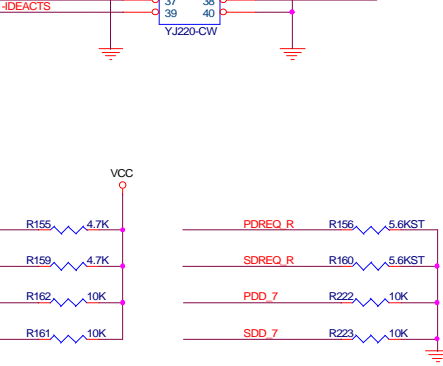 37 38
-IDEACTS 39 40
YJ220-CW
VCC
R155 4.7K PDREQ_R R156 5.6KST
R159 4.7K SDREQ_R R160 5.6KST
R162 10K PDD_7 R222 10K
R161 10K SDD_7 R223 10K